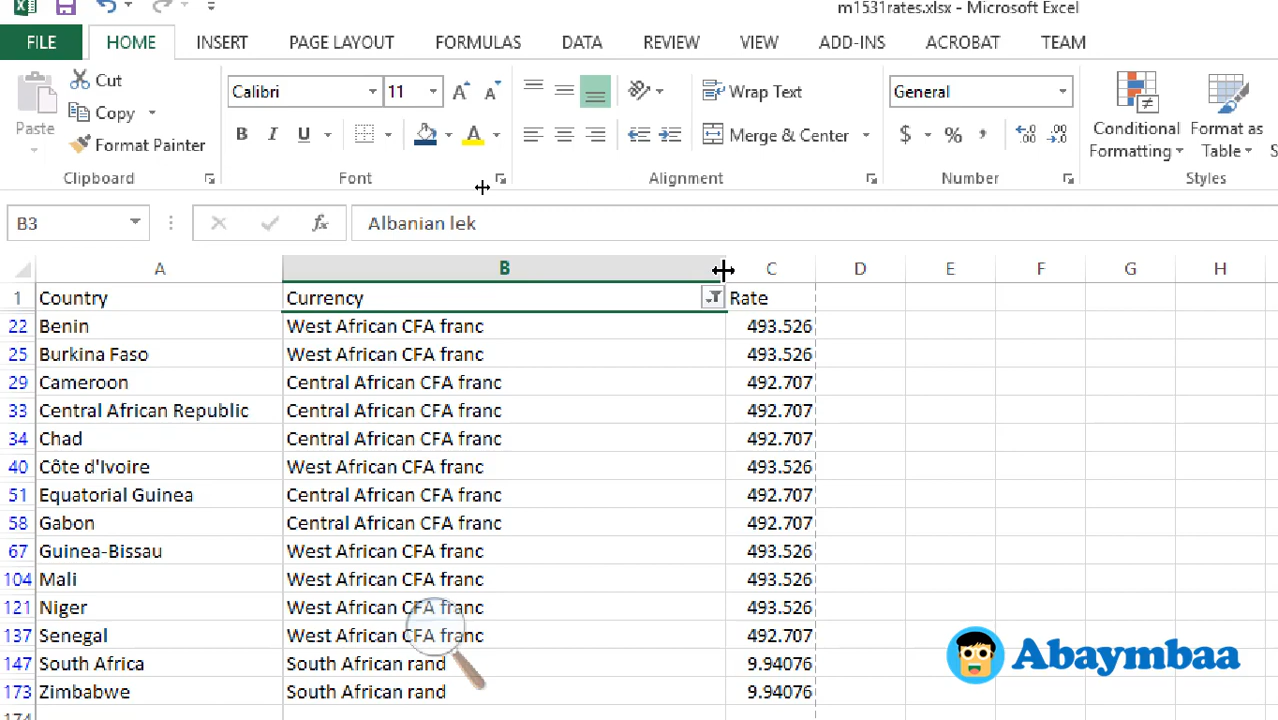 m1531rates.xlsx - Microsoft Excel
FILE HOME INSERT PAGE LAYOUT FORMULAS DATA REVIEW VIEW ADD-INS ACROBAT TEAM
Paste
Cut
Copy
Format Painter
Clipboard
Calibri 11
B I U A
Font
Wrap Text
Merge & Center
Alignment
General
$ % ,
Number
Conditional
Formatting
Format as
Table
Styles
B3 fx Albanian lek
A B C D E F G H
1 Country Currency Rate
22 Benin West African CFA franc 493.526
25 Burkina Faso West African CFA franc 493.526
29 Cameroon Central African CFA franc 492.707
33 Central African Republic Central African CFA franc 492.707
34 Chad Central African CFA franc 492.707
40 Côte d'Ivoire West African CFA franc 493.526
51 Equatorial Guinea Central African CFA franc 492.707
58 Gabon Central African CFA franc 492.707
67 Guinea-Bissau West African CFA franc 493.526
104 Mali West African CFA franc 493.526
121 Niger West African CFA franc 493.526
137 Senegal West African CFA franc 492.707
147 South Africa South African rand 9.94076
173 Zimbabwe South African rand 9.94076
Abaymbaa